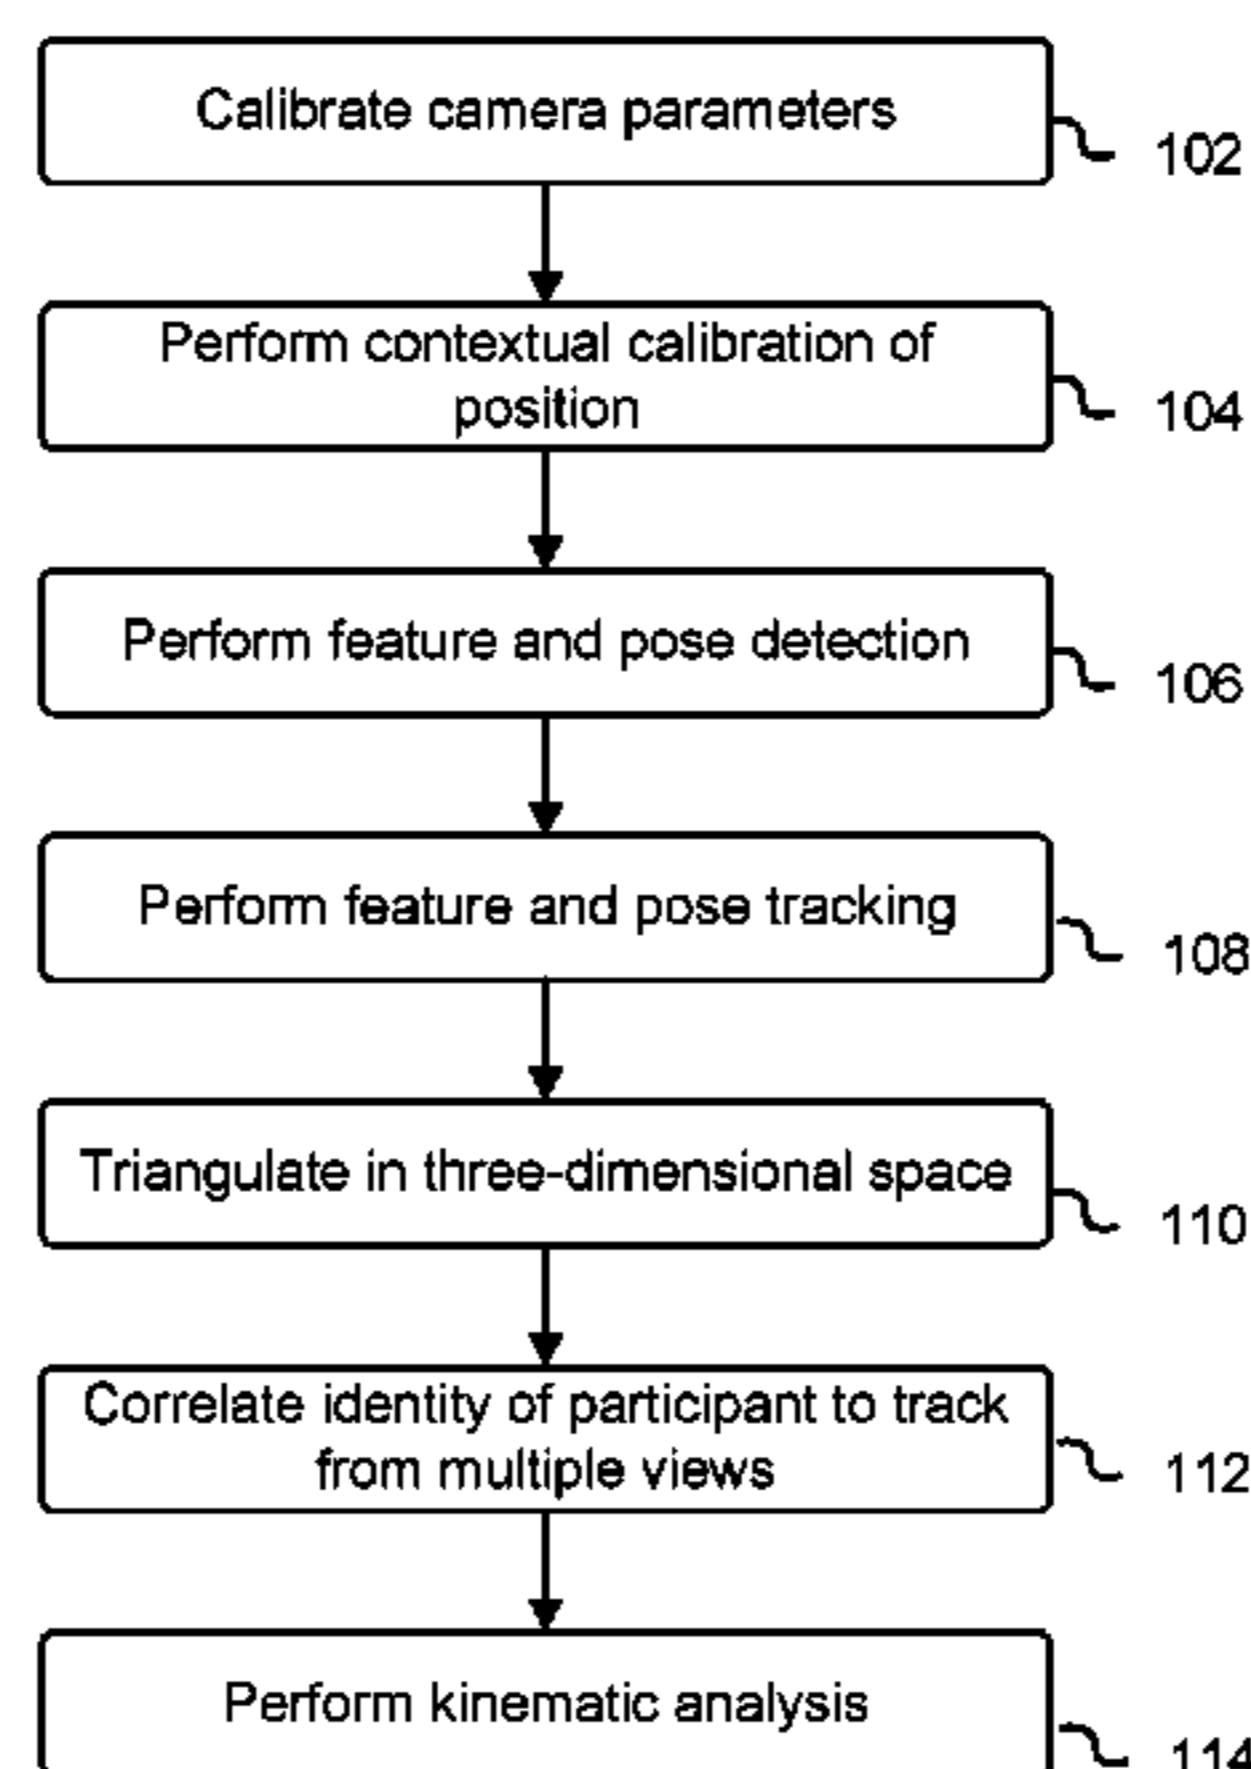 Calibrate camera parameters
102
Perform contextual calibration of
position
104
Perform feature and pose detection
106
Perform feature and pose tracking
108
Triangulate in three-dimensional space
110
Correlate identity of participant to track
from multiple views
112
Perform kinematic analysis
114